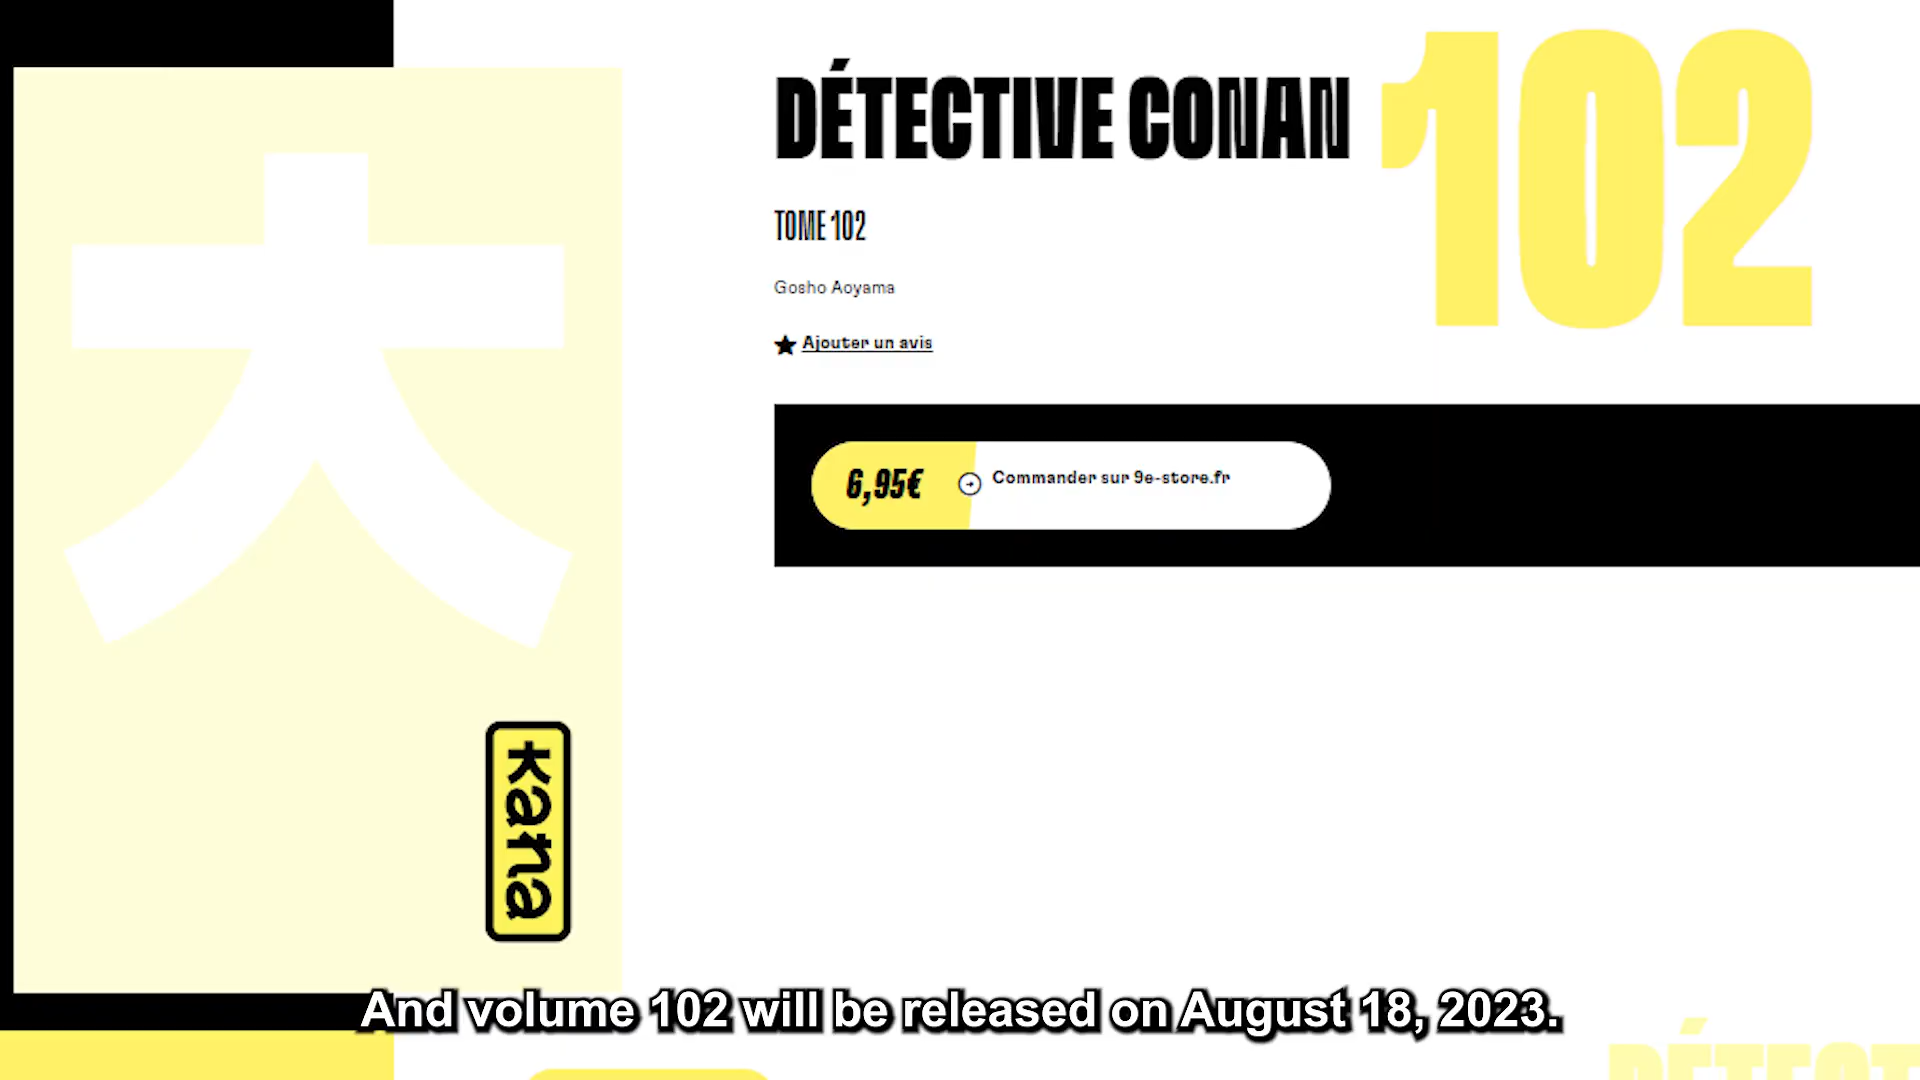 DÉTECTIVE CONAN
102
TOME 102
Gosho Aoyama
Ajouter un avis
6,95€
Commander sur 9e-store.fr
大
kana
And volume 102 will be released on August 18, 2023.